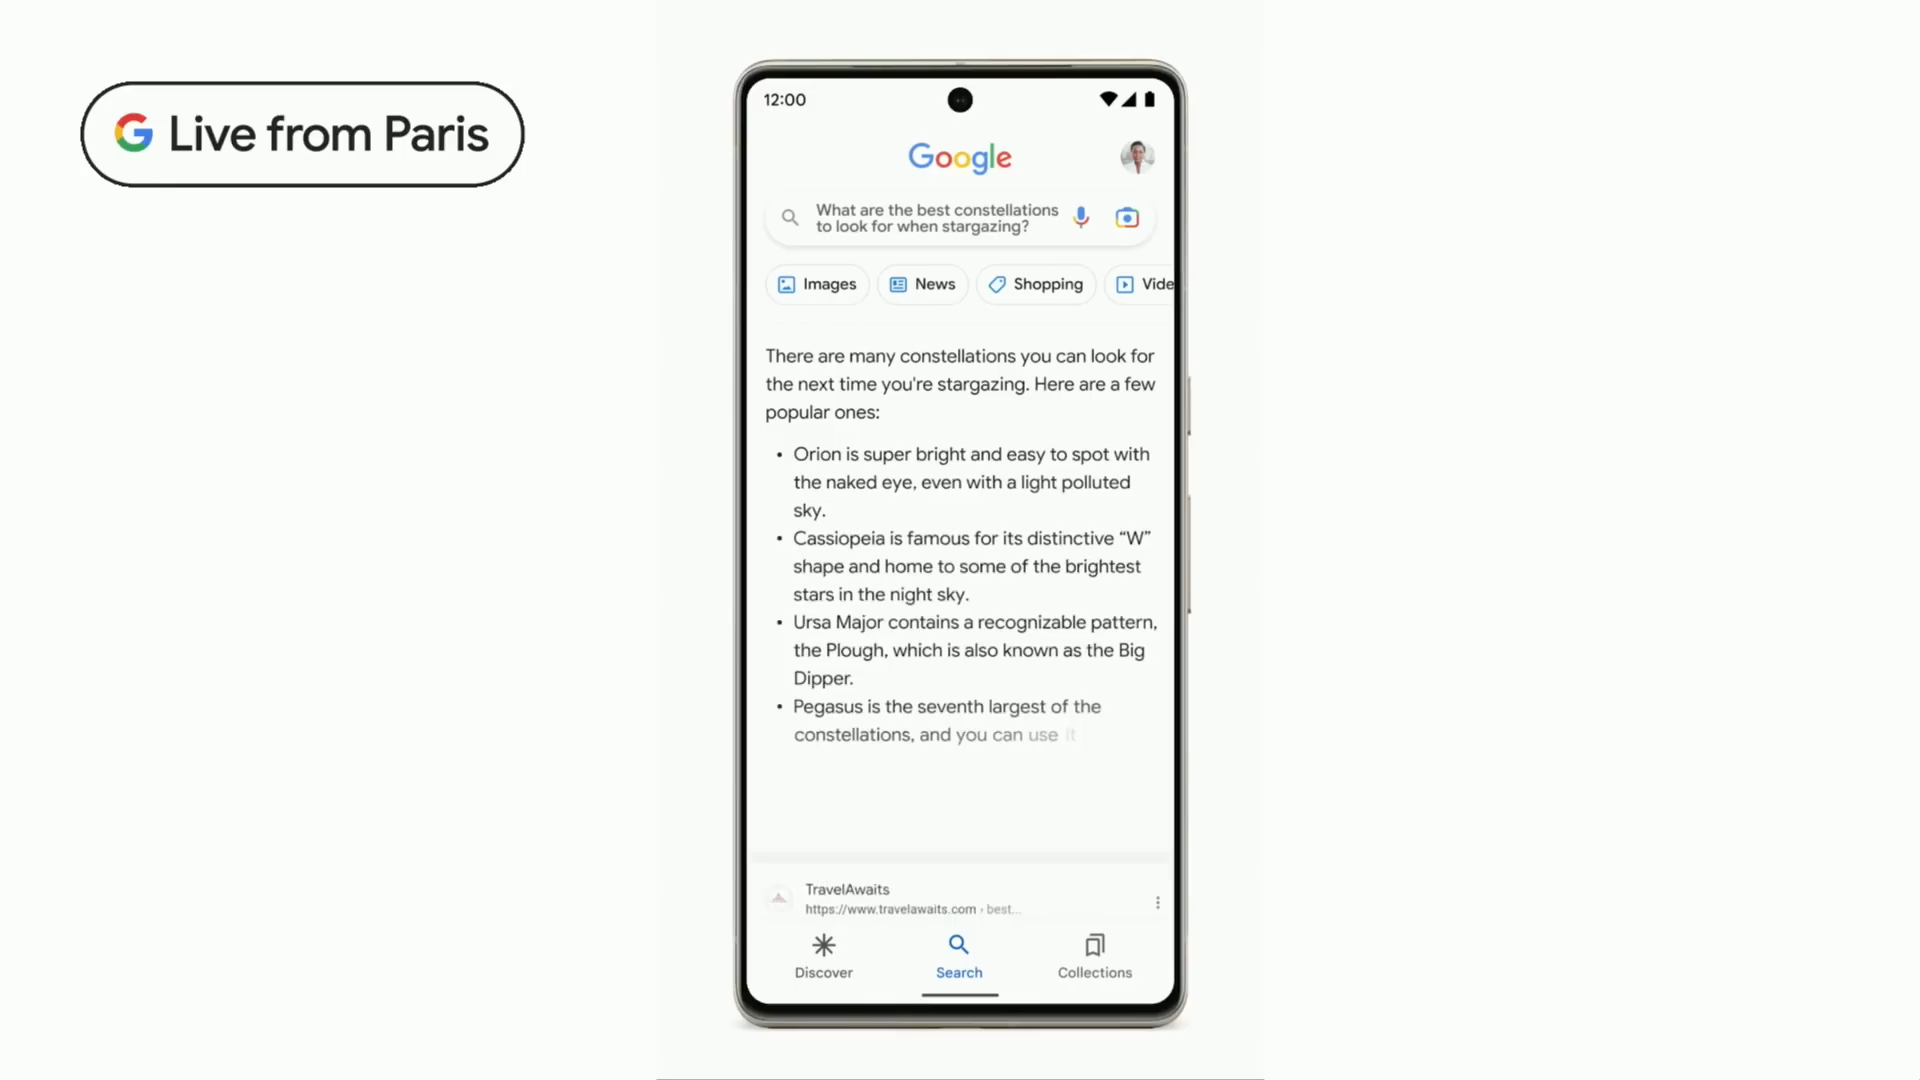 Live from Paris
12:00
Google
What are the best constellations
to look for when stargazing?
Images
News
Shopping
Vide
There are many constellations you can look for
the next time you're stargazing. Here are a few
popular ones:
• Orion is super bright and easy to spot with
the naked eye, even with a light polluted
sky.
• Cassiopeia is famous for its distinctive “W”
shape and home to some of the brightest
stars in the night sky.
• Ursa Major contains a recognizable pattern,
the Plough, which is also known as the Big
Dipper.
• Pegasus is the seventh largest of the
constellations, and you can use it
TravelAwaits
https://www.travelawaits.com › best...
Discover
Search
Collections